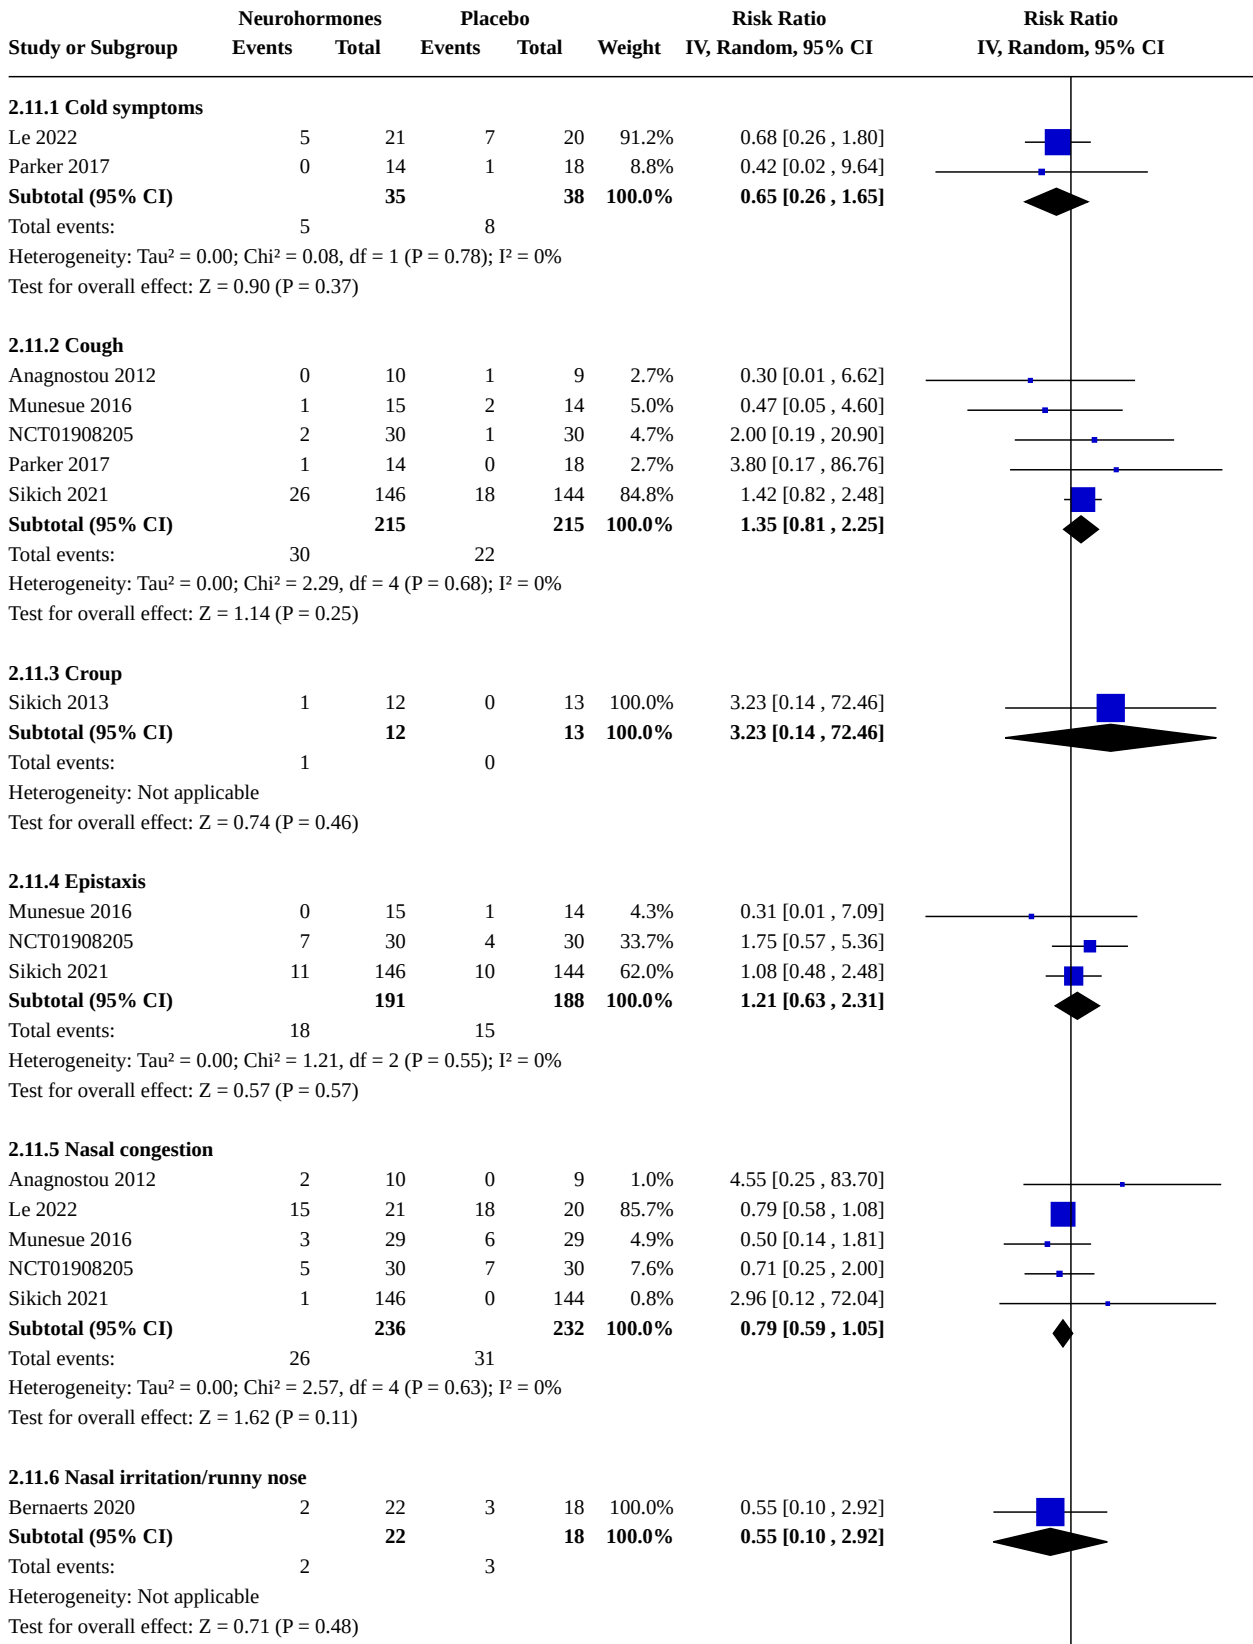 Neurohormones Placebo Risk Ratio Risk Ratio
Study or Subgroup Events Total Events Total Weight IV, Random, 95% CI IV, Random, 95% CI
2.11.1 Cold symptoms
Le 2022 5 21 7 20 91.2% 0.68 [0.26 , 1.80]
Parker 2017 0 14 1 18 8.8% 0.42 [0.02 , 9.64]
Subtotal (95% CI) 35 38 100.0% 0.65 [0.26 , 1.65]
Total events: 5 8
Heterogeneity: Tau² = 0.00; Chi² = 0.08, df = 1 (P = 0.78); I² = 0%
Test for overall effect: Z = 0.90 (P = 0.37)
2.11.2 Cough
Anagnostou 2012 0 10 1 9 2.7% 0.30 [0.01 , 6.62]
Munesue 2016 1 15 2 14 5.0% 0.47 [0.05 , 4.60]
NCT01908205 2 30 1 30 4.7% 2.00 [0.19 , 20.90]
Parker 2017 1 14 0 18 2.7% 3.80 [0.17 , 86.76]
Sikich 2021 26 146 18 144 84.8% 1.42 [0.82 , 2.48]
Subtotal (95% CI) 215 215 100.0% 1.35 [0.81 , 2.25]
Total events: 30 22
Heterogeneity: Tau² = 0.00; Chi² = 2.29, df = 4 (P = 0.68); I² = 0%
Test for overall effect: Z = 1.14 (P = 0.25)
2.11.3 Croup
Sikich 2013 1 12 0 13 100.0% 3.23 [0.14 , 72.46]
Subtotal (95% CI) 12 13 100.0% 3.23 [0.14 , 72.46]
Total events: 1 0
Heterogeneity: Not applicable
Test for overall effect: Z = 0.74 (P = 0.46)
2.11.4 Epistaxis
Munesue 2016 0 15 1 14 4.3% 0.31 [0.01 , 7.09]
NCT01908205 7 30 4 30 33.7% 1.75 [0.57 , 5.36]
Sikich 2021 11 146 10 144 62.0% 1.08 [0.48 , 2.48]
Subtotal (95% CI) 191 188 100.0% 1.21 [0.63 , 2.31]
Total events: 18 15
Heterogeneity: Tau² = 0.00; Chi² = 1.21, df = 2 (P = 0.55); I² = 0%
Test for overall effect: Z = 0.57 (P = 0.57)
2.11.5 Nasal congestion
Anagnostou 2012 2 10 0 9 1.0% 4.55 [0.25 , 83.70]
Le 2022 15 21 18 20 85.7% 0.79 [0.58 , 1.08]
Munesue 2016 3 29 6 29 4.9% 0.50 [0.14 , 1.81]
NCT01908205 5 30 7 30 7.6% 0.71 [0.25 , 2.00]
Sikich 2021 1 146 0 144 0.8% 2.96 [0.12 , 72.04]
Subtotal (95% CI) 236 232 100.0% 0.79 [0.59 , 1.05]
Total events: 26 31
Heterogeneity: Tau² = 0.00; Chi² = 2.57, df = 4 (P = 0.63); I² = 0%
Test for overall effect: Z = 1.62 (P = 0.11)
2.11.6 Nasal irritation/runny nose
Bernaerts 2020 2 22 3 18 100.0% 0.55 [0.10 , 2.92]
Subtotal (95% CI) 22 18 100.0% 0.55 [0.10 , 2.92]
Total events: 2 3
Heterogeneity: Not applicable
Test for overall effect: Z = 0.71 (P = 0.48)